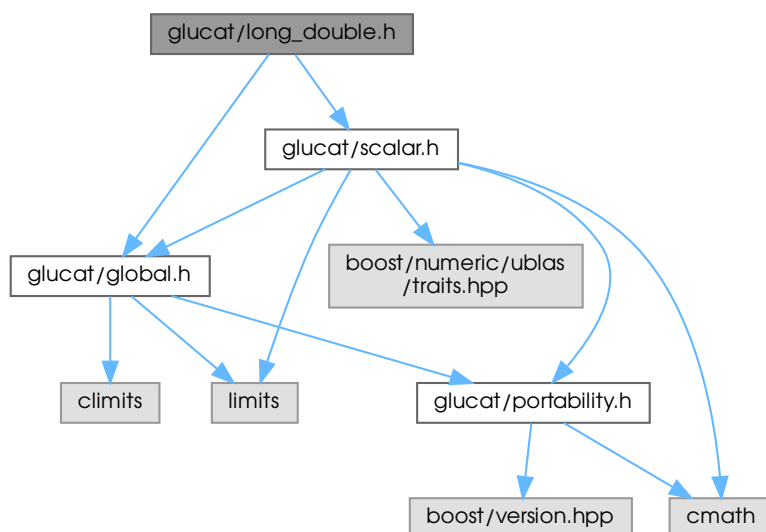 glucat/long_double.h
glucat/scalar.h
glucat/global.h
boost/numeric/ublas
/traits.hpp
climits
limits
glucat/portability.h
boost/version.hpp
cmath